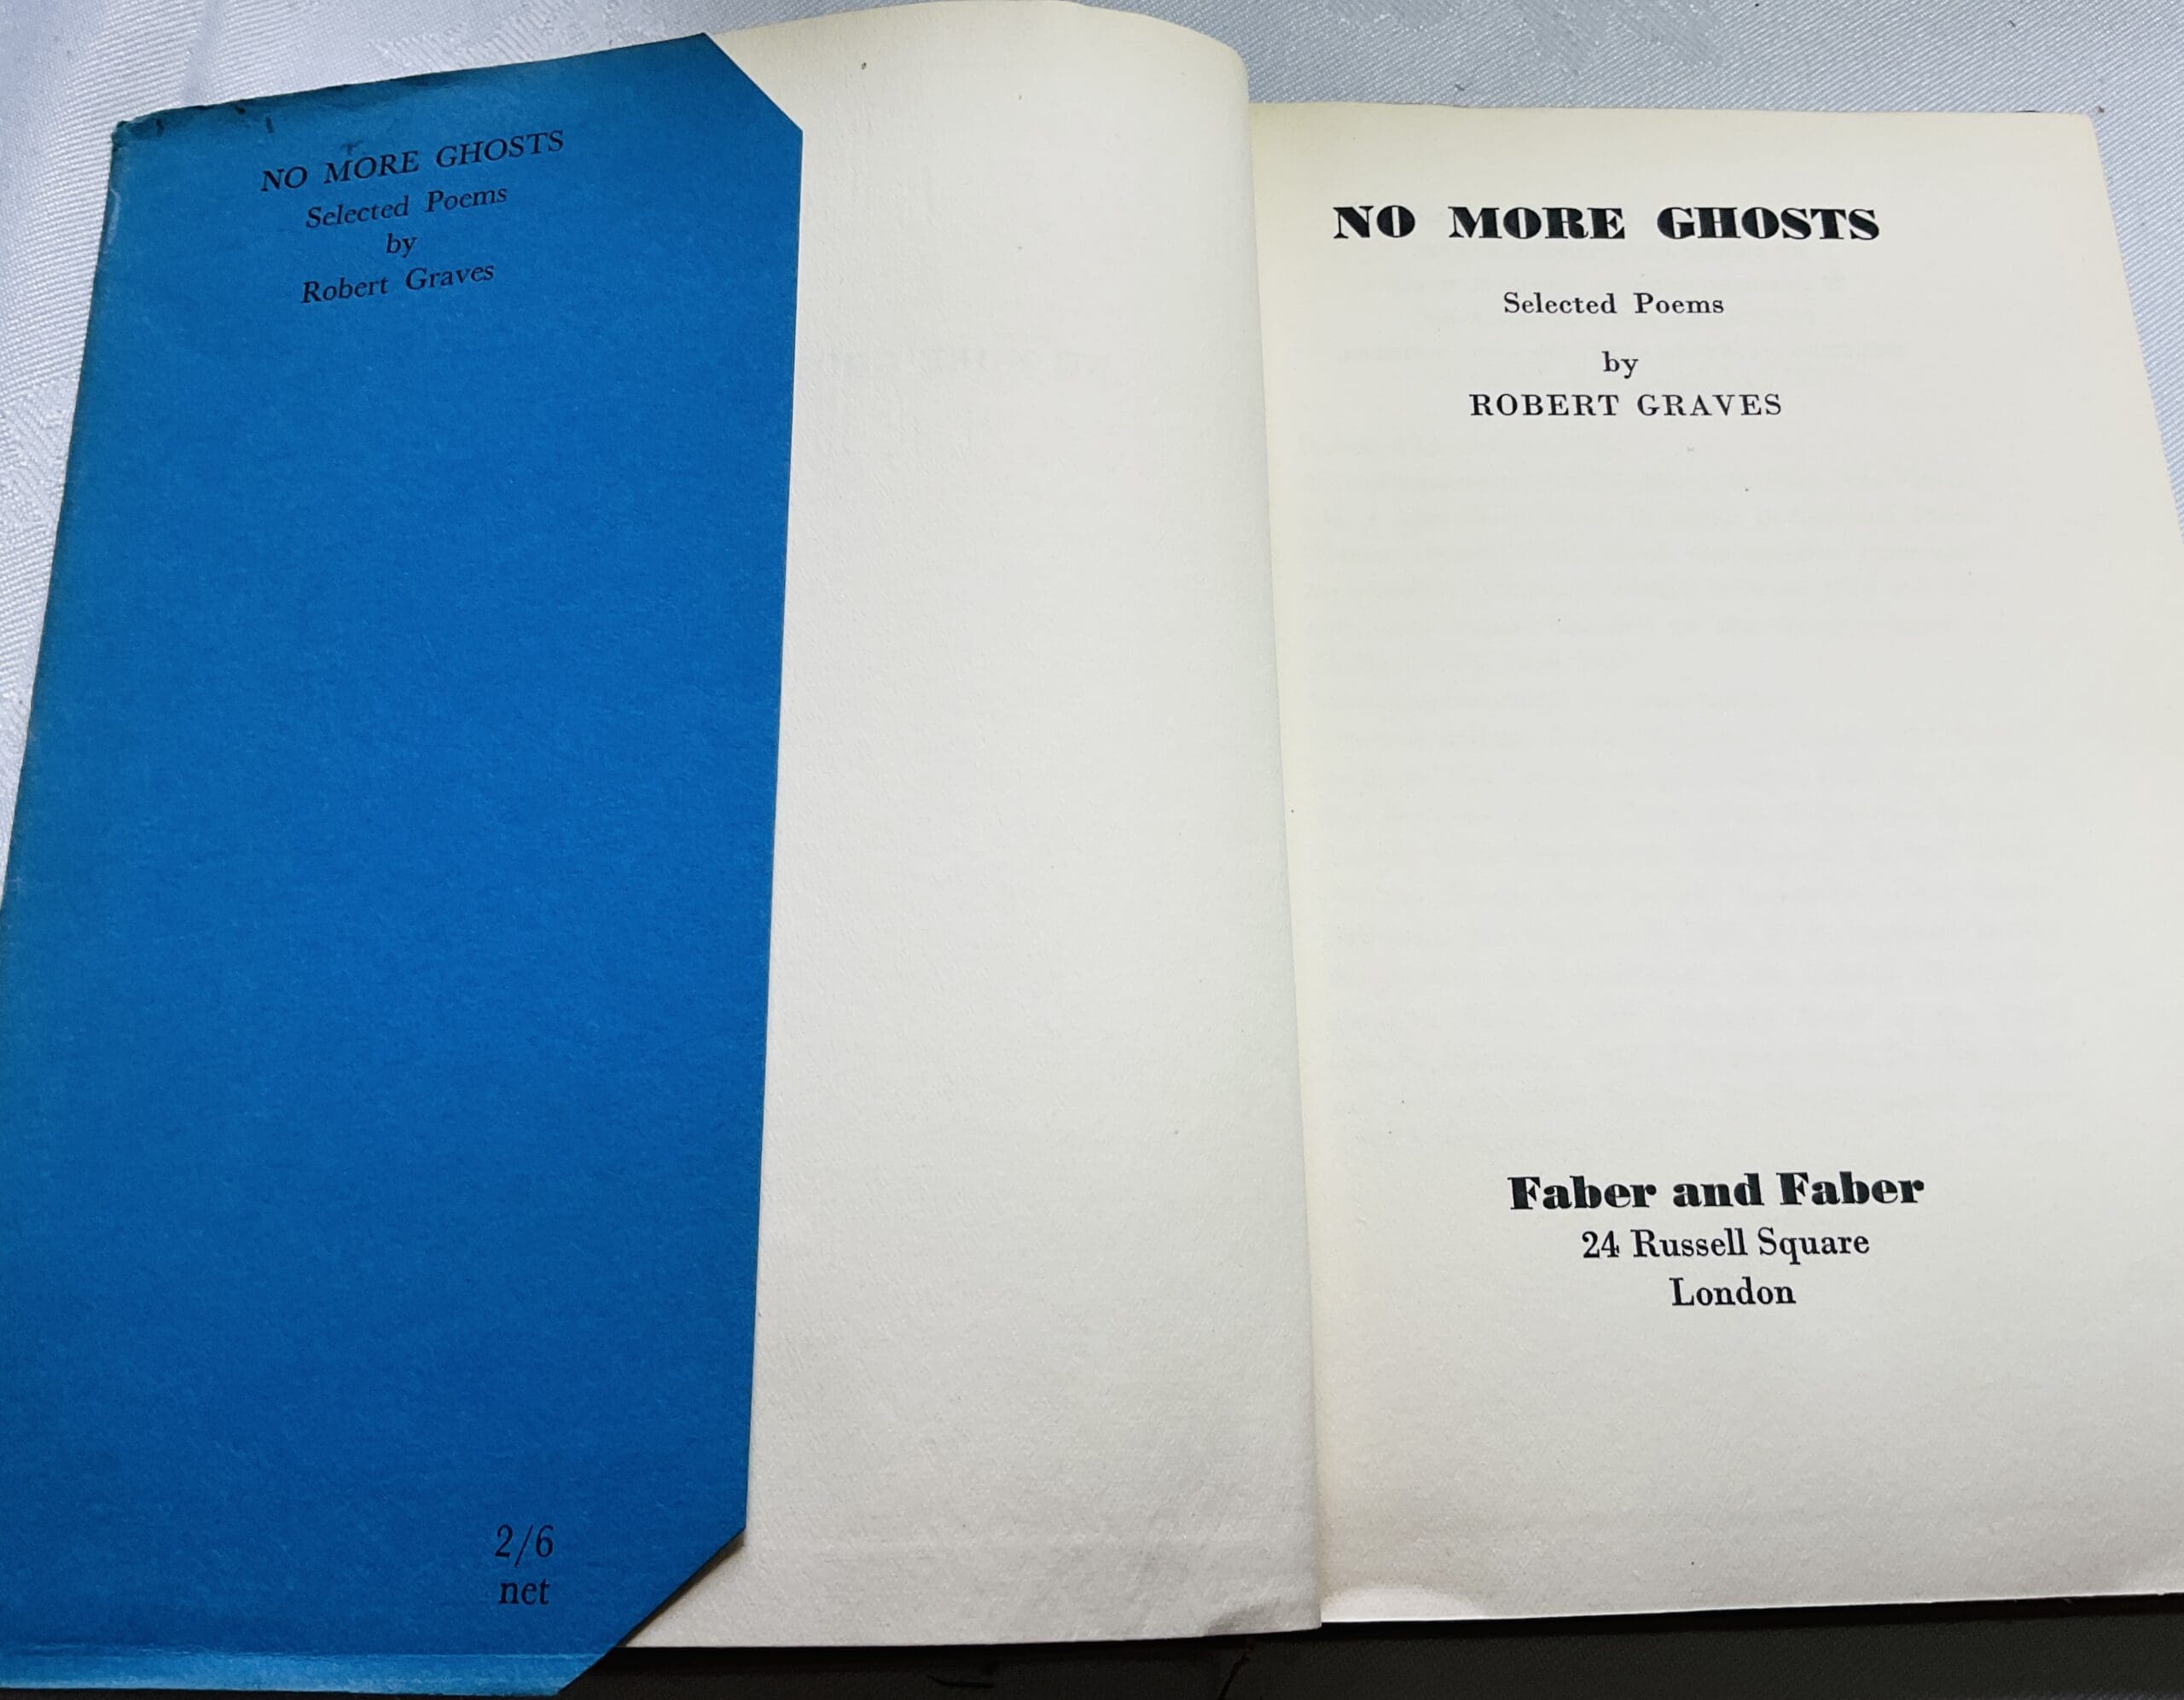 NO MORE GHOSTS
Selected Poems
by
Robert Graves
2/6
net
NO MORE GHOSTS
Selected Poems
by
ROBERT GRAVES
Faber and Faber
24 Russell Square
London